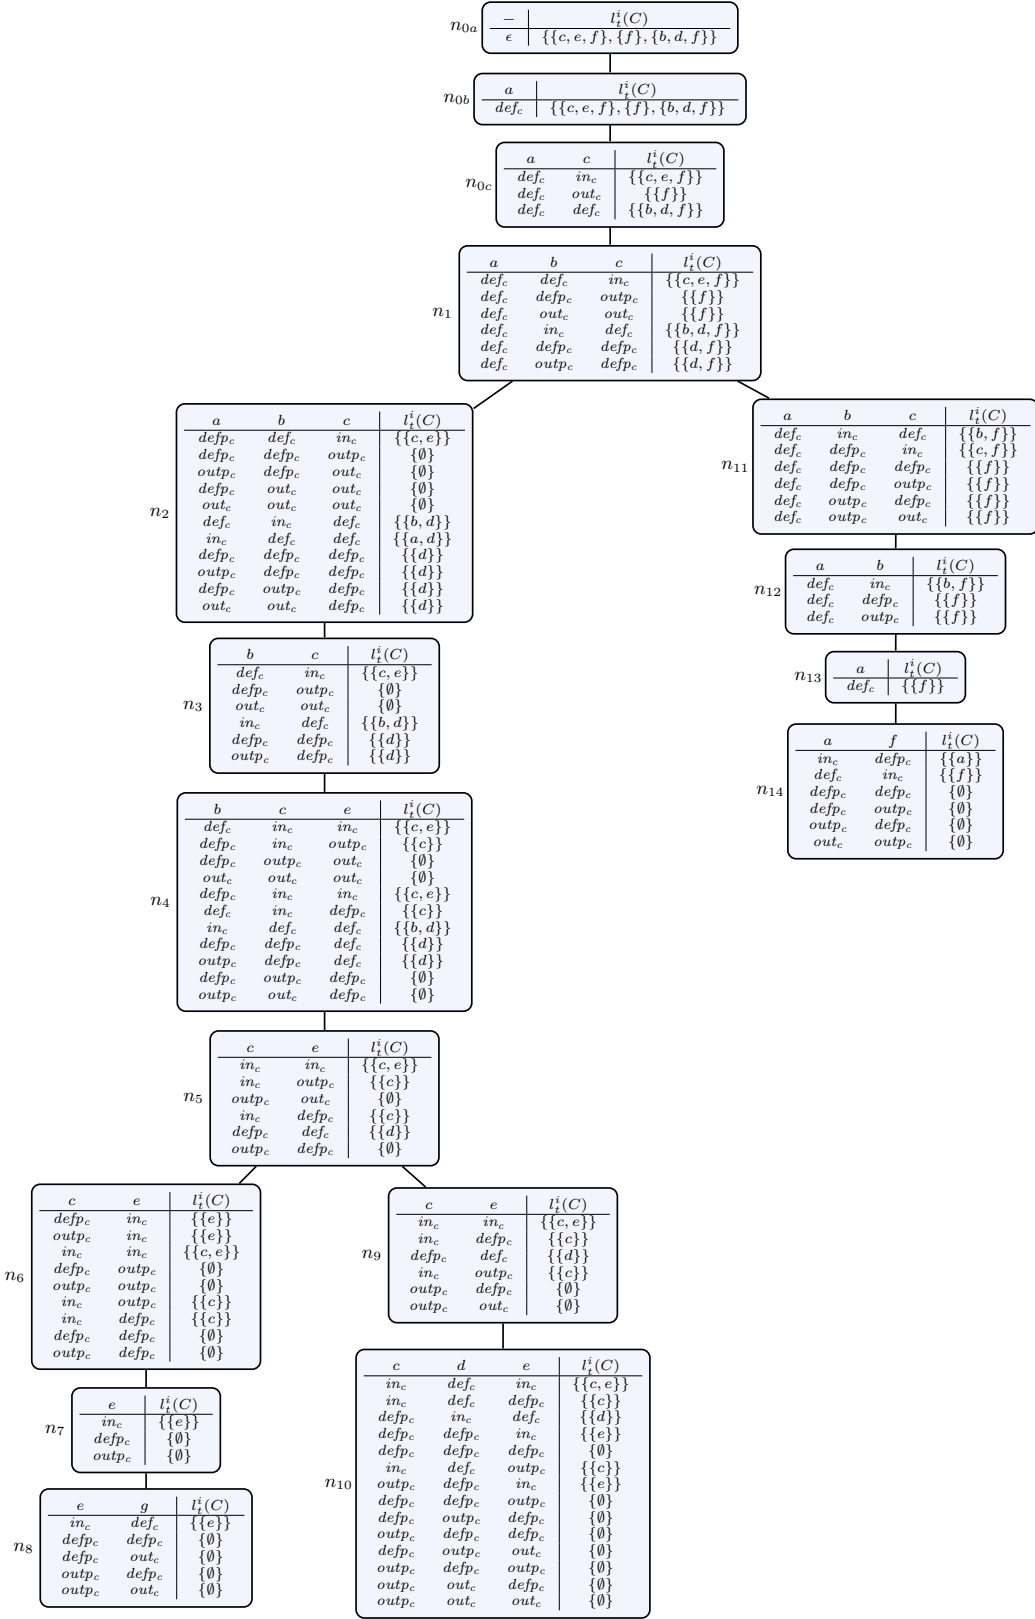 n0a
− l_t^i(C)
ϵ {{c, e, f}, {f}, {b, d, f}}
n0b
a l_t^i(C)
def_c {{c, e, f}, {f}, {b, d, f}}
n0c
a c l_t^i(C)
def_c in_c {{c, e, f}}
def_c out_c {{f}}
def_c def_c {{b, d, f}}
n1
a b c l_t^i(C)
def_c def_c in_c {{c, e, f}}
def_c defp_c outp_c {{f}}
def_c out_c out_c {{f}}
def_c in_c def_c {{b, d, f}}
def_c defp_c defp_c {{d, f}}
def_c outp_c defp_c {{d, f}}
n2
a b c l_t^i(C)
defp_c def_c in_c {{c, e}}
defp_c defp_c outp_c {∅}
outp_c defp_c out_c {∅}
defp_c out_c out_c {∅}
out_c out_c out_c {∅}
def_c in_c def_c {{b, d}}
in_c def_c def_c {{a, d}}
defp_c defp_c defp_c {{d}}
outp_c defp_c defp_c {{d}}
defp_c outp_c defp_c {{d}}
out_c out_c defp_c {{d}}
n11
a b c l_t^i(C)
def_c in_c def_c {{b, f}}
def_c defp_c in_c {{c, f}}
def_c defp_c defp_c {{f}}
def_c defp_c outp_c {{f}}
def_c outp_c defp_c {{f}}
def_c outp_c out_c {{f}}
n12
a b l_t^i(C)
def_c in_c {{b, f}}
def_c defp_c {{f}}
def_c outp_c {{f}}
n13
a l_t^i(C)
def_c {{f}}
n14
a f l_t^i(C)
in_c defp_c {{a}}
def_c in_c {{f}}
defp_c defp_c {∅}
defp_c outp_c {∅}
outp_c defp_c {∅}
out_c outp_c {∅}
n3
b c l_t^i(C)
def_c in_c {{c, e}}
defp_c outp_c {∅}
out_c out_c {∅}
in_c def_c {{b, d}}
defp_c defp_c {{d}}
outp_c defp_c {{d}}
n4
b c e l_t^i(C)
def_c in_c in_c {{c, e}}
defp_c in_c outp_c {{c}}
defp_c outp_c out_c {∅}
out_c out_c out_c {∅}
defp_c in_c in_c {{c, e}}
def_c in_c defp_c {{c}}
in_c def_c def_c {{b, d}}
defp_c defp_c def_c {{d}}
outp_c defp_c def_c {{d}}
defp_c outp_c defp_c {∅}
outp_c out_c defp_c {∅}
n5
c e l_t^i(C)
in_c in_c {{c, e}}
in_c outp_c {{c}}
outp_c out_c {∅}
in_c defp_c {{c}}
defp_c def_c {{d}}
outp_c defp_c {∅}
n6
c e l_t^i(C)
defp_c in_c {{e}}
outp_c in_c {{e}}
in_c in_c {{c, e}}
defp_c outp_c {∅}
outp_c outp_c {∅}
in_c outp_c {{c}}
in_c defp_c {{c}}
defp_c defp_c {∅}
outp_c defp_c {∅}
n7
e l_t^i(C)
in_c {{e}}
defp_c {∅}
outp_c {∅}
n8
e g l_t^i(C)
in_c def_c {{e}}
defp_c defp_c {∅}
defp_c out_c {∅}
outp_c defp_c {∅}
outp_c out_c {∅}
n9
c e l_t^i(C)
in_c in_c {{c, e}}
in_c defp_c {{c}}
defp_c def_c {{d}}
in_c outp_c {{c}}
outp_c defp_c {∅}
outp_c out_c {∅}
n10
c d e l_t^i(C)
in_c def_c in_c {{c, e}}
in_c def_c defp_c {{c}}
defp_c in_c def_c {{d}}
defp_c defp_c in_c {{e}}
defp_c defp_c defp_c {∅}
in_c def_c outp_c {{c}}
outp_c defp_c in_c {{e}}
defp_c defp_c outp_c {∅}
defp_c outp_c defp_c {∅}
outp_c defp_c defp_c {∅}
defp_c outp_c out_c {∅}
outp_c defp_c outp_c {∅}
outp_c out_c defp_c {∅}
outp_c out_c out_c {∅}